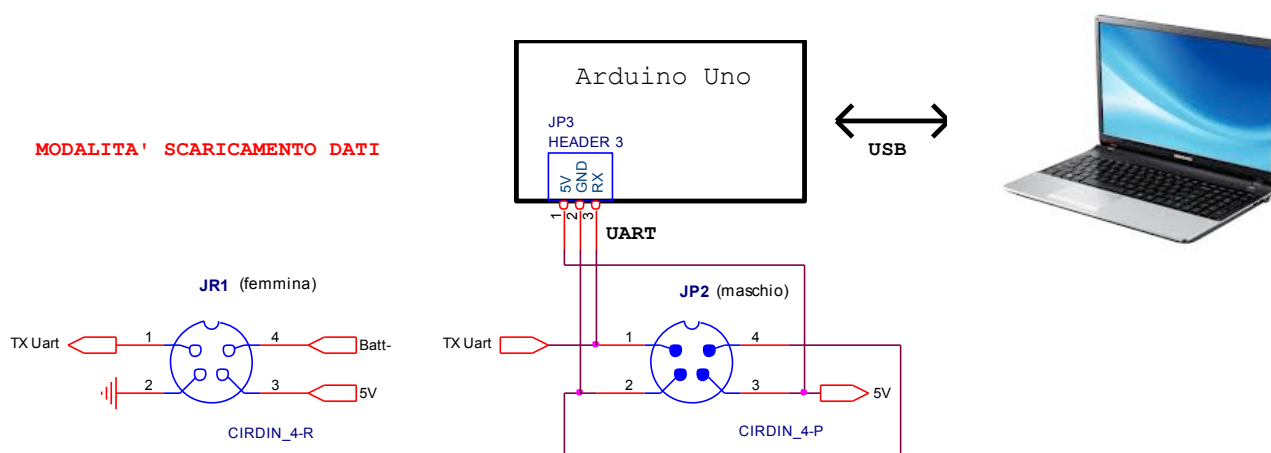 Arduino Uno
JP3
HEADER 3
5V
GND
RX
1
2
3
UART
USB
MODALITA' SCARICAMENTO DATI
JR1 (femmina)
TX Uart
1
4
Batt-
2
3
5V
CIRDIN_4-R
JP2 (maschio)
TX Uart
1
4
2
3
5V
CIRDIN_4-P